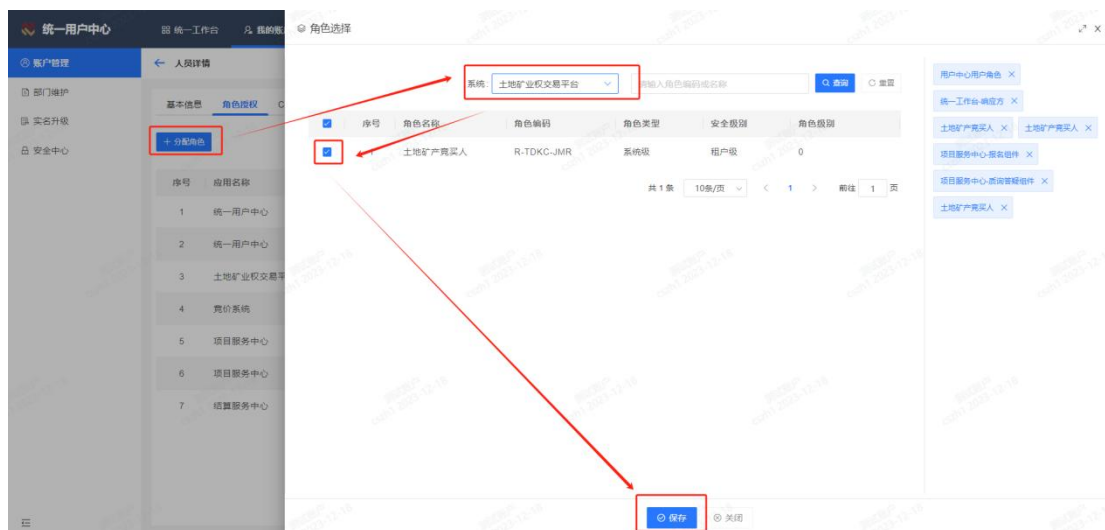 统一用户中心
统一工作台
我的账
账户管理
部门维护
实名升级
安全中心
人员详情
基本信息 角色授权 C
+ 分配角色
序号 应用名称
1 统一用户中心
2 统一用户中心
3 土地矿业权交易平
4 竞价系统
5 项目服务中心
6 项目服务中心
7 结算服务中心
角色选择
系统: 土地矿业权交易平台 请输入角色编码或名称 查询 重置
序号 角色名称 角色编码 角色类型 安全级别 角色级别
1 土地矿产竞买人 R-TDKC-JMR 系统级 租户级 0
共 1 条 10条/页 < 1 > 前往 1 页
用户中心用户角色 ×
统一工作台-响应方 ×
土地矿产竞买人 × 土地矿产竞买人 ×
项目服务中心-报名组件 ×
项目服务中心-质询答疑组件 ×
土地矿产竞买人 ×
保存 关闭